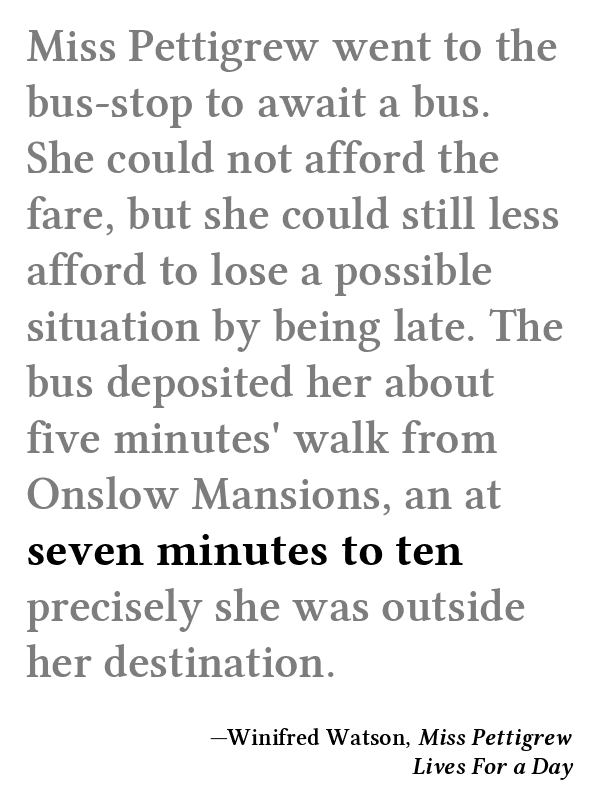 Miss Pettigrew went to the
bus-stop to await a bus.
She could not afford the
fare, but she could still less
afford to lose a possible
situation by being late. The
bus deposited her about
five minutes' walk from
Onslow Mansions, an at
seven minutes to ten
precisely she was outside
her destination.
—Winifred Watson, Miss Pettigrew
Lives For a Day